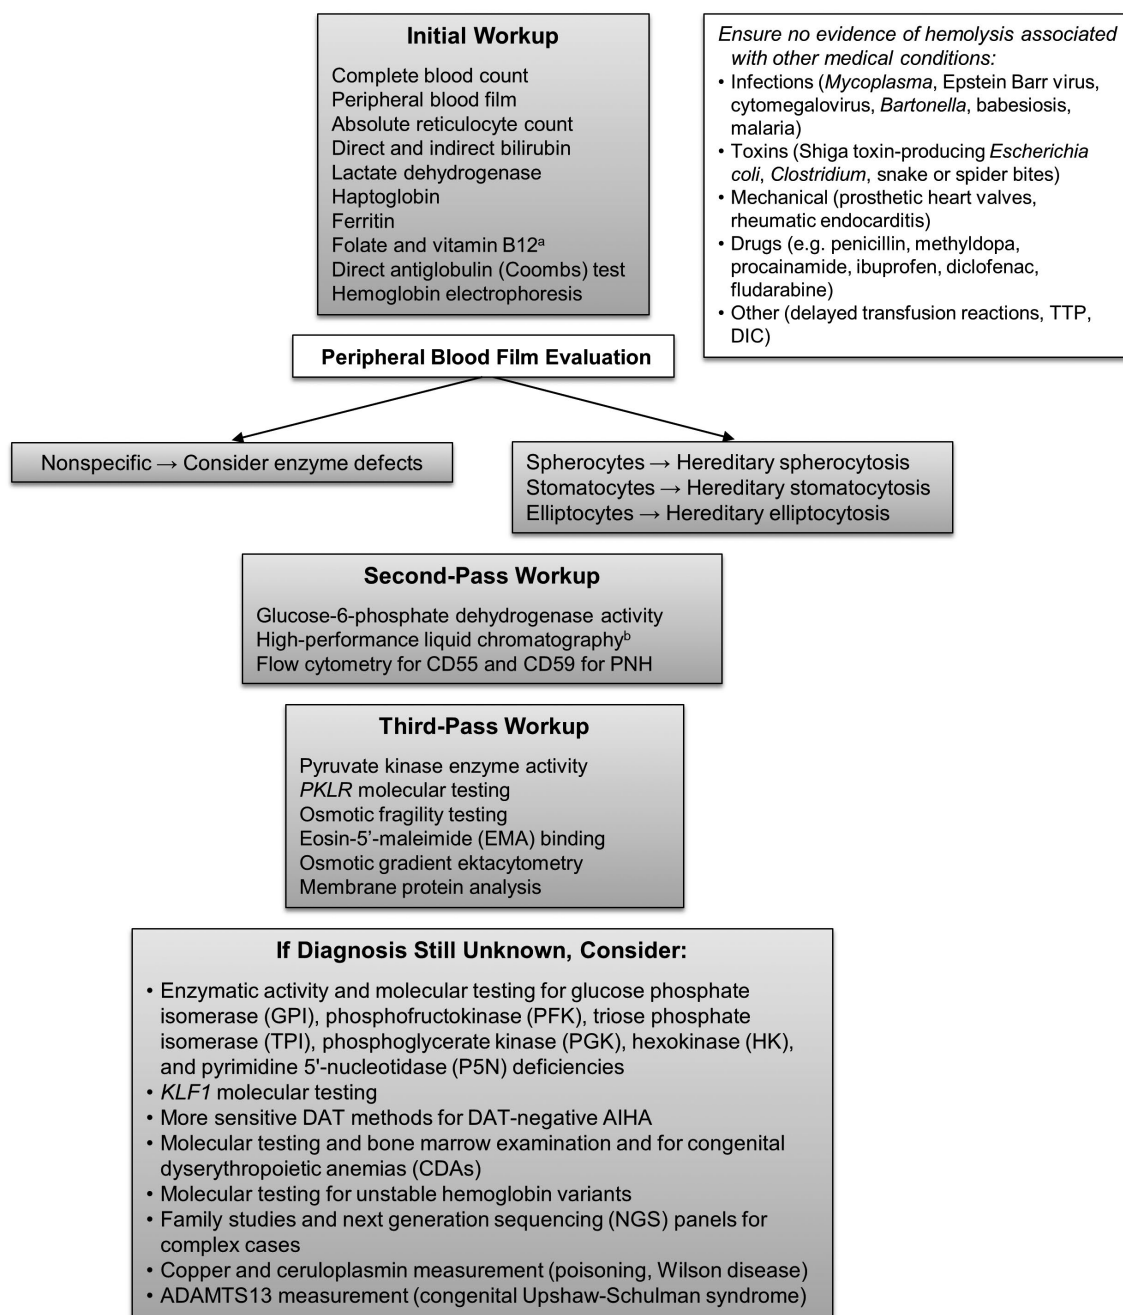 Initial Workup
Complete blood count
Peripheral blood film
Absolute reticulocyte count
Direct and indirect bilirubin
Lactate dehydrogenase
Haptoglobin
Ferritin
Folate and vitamin B12ᵃ
Direct antiglobulin (Coombs) test
Hemoglobin electrophoresis
Ensure no evidence of hemolysis associated
with other medical conditions:
• Infections (Mycoplasma, Epstein Barr virus,
cytomegalovirus, Bartonella, babesiosis,
malaria)
• Toxins (Shiga toxin-producing Escherichia
coli, Clostridium, snake or spider bites)
• Mechanical (prosthetic heart valves,
rheumatic endocarditis)
• Drugs (e.g. penicillin, methyldopa,
procainamide, ibuprofen, diclofenac,
fludarabine)
• Other (delayed transfusion reactions, TTP,
DIC)
Peripheral Blood Film Evaluation
Nonspecific → Consider enzyme defects
Spherocytes → Hereditary spherocytosis
Stomatocytes → Hereditary stomatocytosis
Elliptocytes → Hereditary elliptocytosis
Second-Pass Workup
Glucose-6-phosphate dehydrogenase activity
High-performance liquid chromatographyᵇ
Flow cytometry for CD55 and CD59 for PNH
Third-Pass Workup
Pyruvate kinase enzyme activity
PKLR molecular testing
Osmotic fragility testing
Eosin-5’-maleimide (EMA) binding
Osmotic gradient ektacytometry
Membrane protein analysis
If Diagnosis Still Unknown, Consider:
• Enzymatic activity and molecular testing for glucose phosphate
isomerase (GPI), phosphofructokinase (PFK), triose phosphate
isomerase (TPI), phosphoglycerate kinase (PGK), hexokinase (HK),
and pyrimidine 5'-nucleotidase (P5N) deficiencies
• KLF1 molecular testing
• More sensitive DAT methods for DAT-negative AIHA
• Molecular testing and bone marrow examination and for congenital
dyserythropoietic anemias (CDAs)
• Molecular testing for unstable hemoglobin variants
• Family studies and next generation sequencing (NGS) panels for
complex cases
• Copper and ceruloplasmin measurement (poisoning, Wilson disease)
• ADAMTS13 measurement (congenital Upshaw-Schulman syndrome)